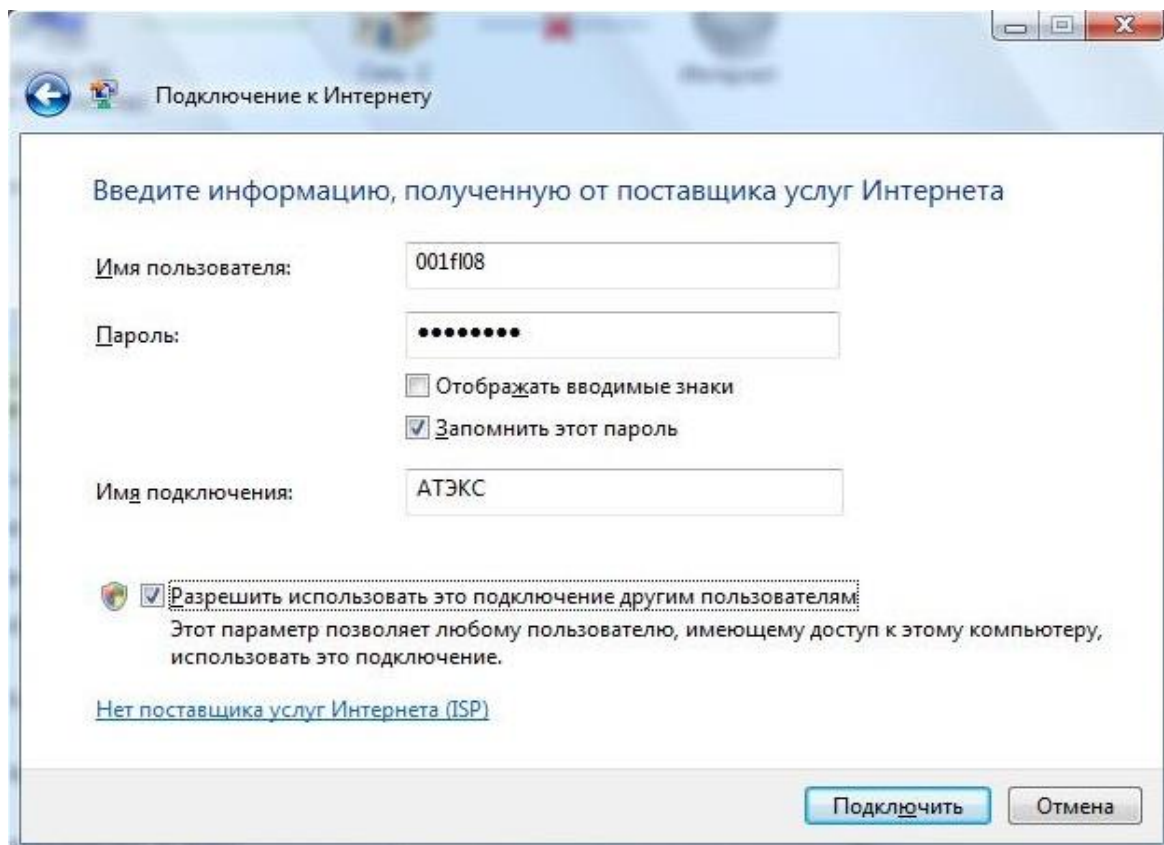 Подключение к Интернету
Введите информацию, полученную от поставщика услуг Интернета
Имя пользователя:
001fl08
Пароль:
••••••••
Отображать вводимые знаки
Запомнить этот пароль
Имя подключения:
АТЭКС
Разрешить использовать это подключение другим пользователям
Этот параметр позволяет любому пользователю, имеющему доступ к этому компьютеру,
использовать это подключение.
Нет поставщика услуг Интернета (ISP)
Подключить
Отмена